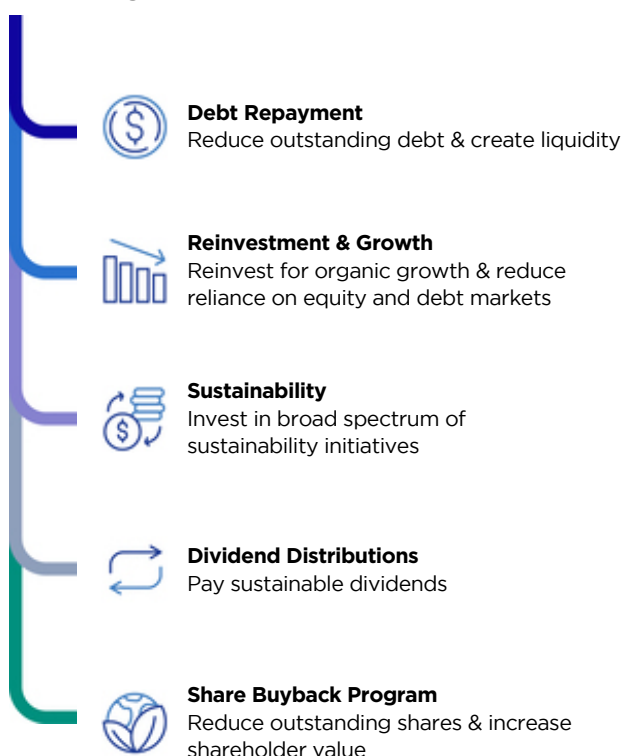 Debt Repayment
Reduce outstanding debt & create liquidity
Reinvestment & Growth
Reinvest for organic growth & reduce
reliance on equity and debt markets
Sustainability
Invest in broad spectrum of
sustainability initiatives
Dividend Distributions
Pay sustainable dividends
Share Buyback Program
Reduce outstanding shares & increase
shareholder value